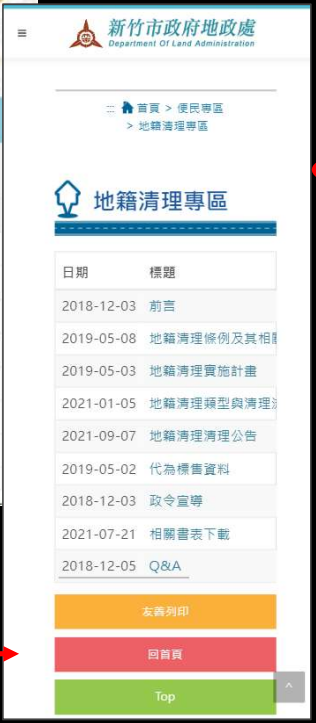 新竹市政府地政處
Department Of Land Administration
::: 首頁 > 便民專區
> 地籍清理專區
地籍清理專區
日期 標題
2018-12-03 前言
2019-05-08 地籍清理條例及其相
2019-05-03 地籍清理實施計畫
2021-01-05 地籍清理類型與清理
2021-09-07 地籍清理清理公告
2019-05-02 代為標售資料
2018-12-03 政令宣導
2021-07-21 相關書表下載
2018-12-05 Q&A
友善列印
回首頁
Top